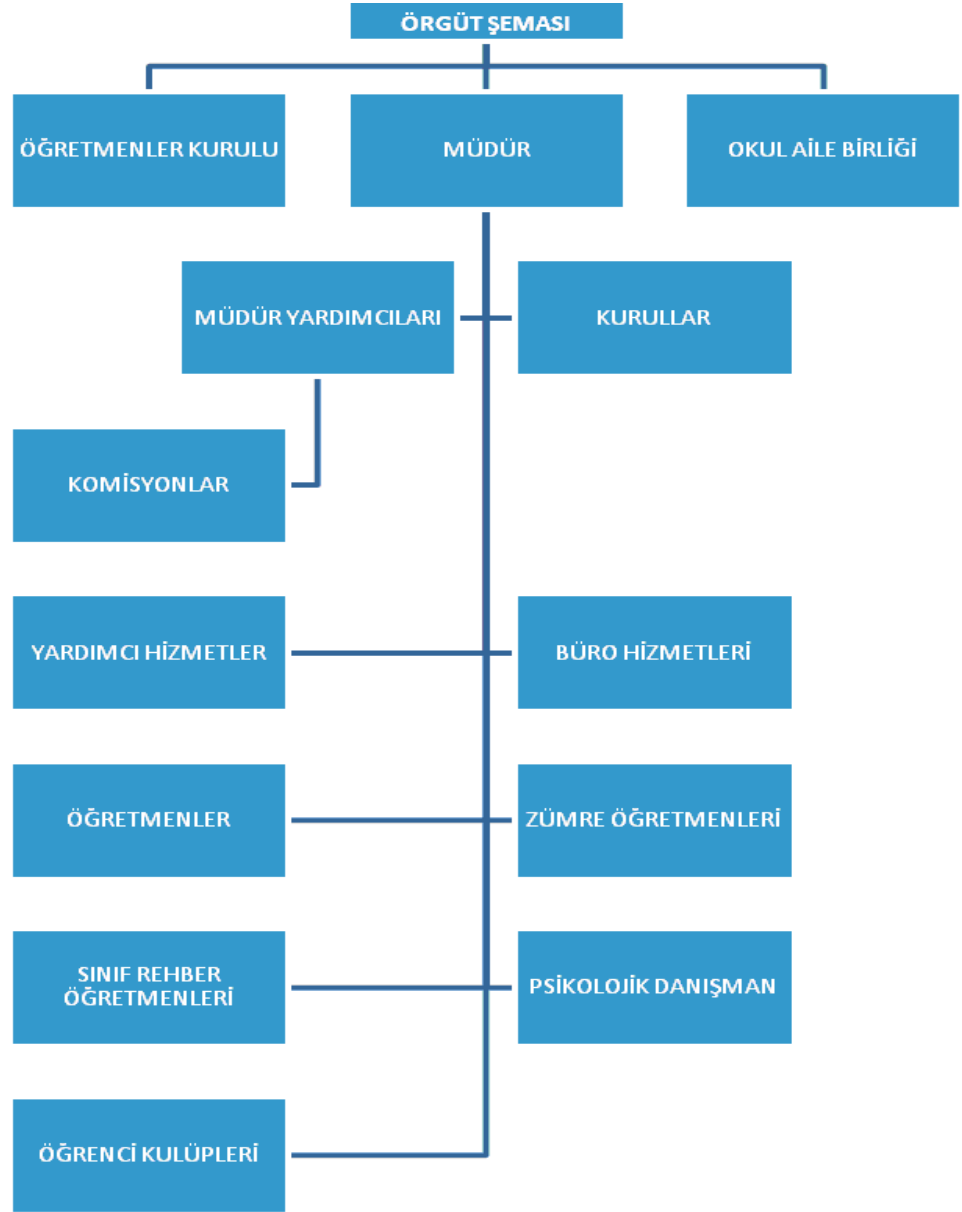 ÖRGÜT ŞEMASI
ÖĞRETMENLER KURULU
MÜDÜR
OKUL AİLE BİRLİĞİ
MÜDÜR YARDIMCILARI
KURULLAR
KOMİSYONLAR
YARDIMCI HİZMETLER
BÜRO HİZMETLERİ
ÖĞRETMENLER
ZÜMRE ÖĞRETMENLERİ
SINIF REHBER
ÖĞRETMENLERİ
PSİKOLOJİK DANIŞMAN
ÖĞRENCİ KULÜPLERİ